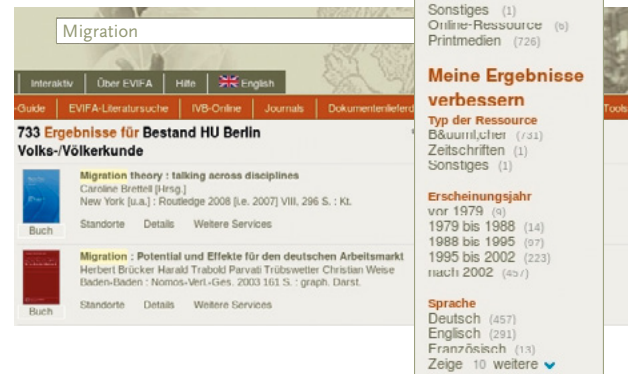 Migration
Interaktiv Über EVIFA Hilfe English
-Guide EVIFA-Literatursuche IVB-Online Journals Dokumentenlieferd
Tools
733 Ergebnisse für Bestand HU Berlin
Volks-/Völkerkunde
Migration theory : talking across disciplines
Caroline Brettell [Hrsg.]
New York [u.a.] : Routledge 2008 [i.e. 2007] VIII, 296 S. : Kt.
Buch
Standorte Details Weitere Services
Migration : Potential und Effekte für den deutschen Arbeitsmarkt
Herbert Brücker Harald Trabold Parvati Trübswetter Christian Weise
Baden-Baden : Nomos-Verl.-Ges. 2003 161 S. : graph. Darst.
Buch
Standorte Details Weitere Services
Sonstiges (1)
Online-Ressource (6)
Printmedien (726)
Meine Ergebnisse
verbessern
Typ der Ressource
B&uuml;cher (731)
Zeitschriften (1)
Sonstiges (1)
Erscheinungsjahr
vor 1979 (9)
1979 bis 1988 (14)
1988 bis 1995 (97)
1995 bis 2002 (223)
nach 2002 (457)
Sprache
Deutsch (457)
Englisch (291)
Französisch (13)
Zeige 10 weitere